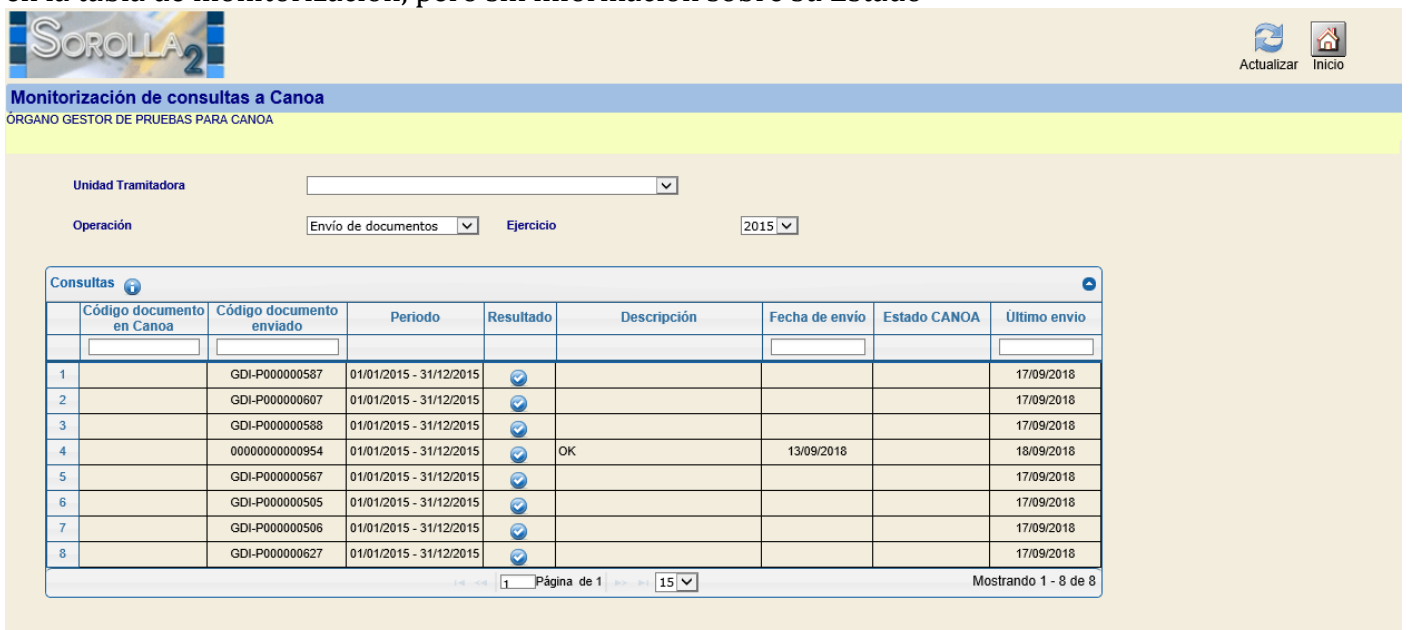 en la tabla de monitorización, pero sin información sobre su Estado
SOROLLA2
Actualizar Inicio
Monitorización de consultas a Canoa
ÓRGANO GESTOR DE PRUEBAS PARA CANOA
Unidad Tramitadora
Operación Envío de documentos Ejercicio 2015
Consultas
Código documento en Canoa Código documento enviado Periodo Resultado Descripción Fecha de envío Estado CANOA Último envio
1 GDI-P000000587 01/01/2015 - 31/12/2015 17/09/2018
2 GDI-P000000607 01/01/2015 - 31/12/2015 17/09/2018
3 GDI-P000000588 01/01/2015 - 31/12/2015 17/09/2018
4 00000000000954 01/01/2015 - 31/12/2015 OK 13/09/2018 18/09/2018
5 GDI-P000000567 01/01/2015 - 31/12/2015 17/09/2018
6 GDI-P000000505 01/01/2015 - 31/12/2015 17/09/2018
7 GDI-P000000506 01/01/2015 - 31/12/2015 17/09/2018
8 GDI-P000000627 01/01/2015 - 31/12/2015 17/09/2018
1 Página de 1 15 Mostrando 1 - 8 de 8